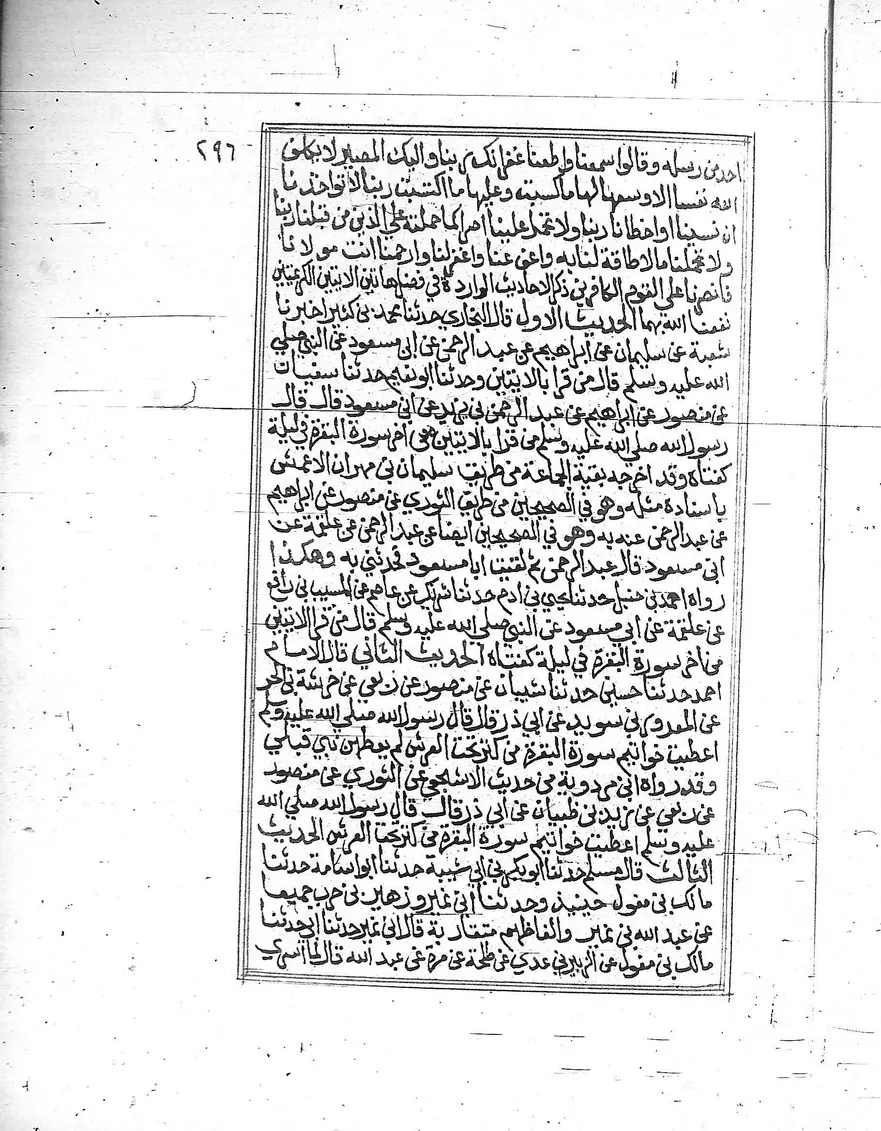 ٢٩٦
احد من رسله وقالوا سمعنا واطعنا غفرانك ربنا واليك المصير لا يكلف
الله نفسا الا وسعها لها ما كسبت وعليها ما اكتسبت ربنا لا تواخذنا
ان نسينا او اخطانا ربنا ولا تحمل علينا اصرا كما حملته على الذين من قبلنا ربنا
ولا تحملنا ما لا طاقة لنا به واعف عنا واغفر لنا وارحمنا انت مولانا
فانصرنا على القوم الكافرين ذكر الاحاديث الواردة في فضل هاتين الايتين الكريمتين
نفعنا الله بهما الحديث الاول قال البخاري حدثنا محمد بن كثير اخبرنا
شعبة عن سليمان عن ابراهيم عن عبد الرحمن عن ابن مسعود عن النبي صلي
الله عليه وسلم قال من قرا بالايتين وحدثنا ابو نعيم حدثنا سفيان
عن منصور عن ابراهيم عن عبد الرحمن بن يزيد عن ابي مسعود قال قال
رسول الله صلي الله عليه وسلم من قرا بالايتين من اخر سورة البقرة في ليلة
كفتاه وقد اخرجه بقية الجماعة من طريق سليمان بن مهران الاعمش
باسناده مثله وهو في الصحيحين من طريق الثوري عن منصور عن ابراهيم
عن عبد الرحمن عنه به وهو في الصحيحين ايضا عن عبد الرحمن عن علقمة عن
ابي مسعود قال عبد الرحمن ثم لقيت ابا مسعود فحدثني به وهكذا
رواه احمد بن حنبل حدثنا يحيي بن ادم حدثنا شريك عن عاصم عن المسيب بن رافع
عن علقمة عن ابي مسعود عن النبي صلي الله عليه وسلم قال من قرا الايتين
من اخر سورة البقرة في ليلة كفتاه الحديث الثاني قال الامام
احمد حدثنا حسين حدثنا شيبان عن منصور عن ربعي عن خرشة بن الحر
عن المعرور بن سويد عن ابي ذر قال قال رسول الله صلي الله عليه وسلم
اعطيت خواتيم سورة البقرة من كنز تحت العرش لم يعطهن نبي قبلي
وقد رواه ابن مردوية من حديث الاشجعي عن الثوري عن منصور
عن ربعي عن زيد بن ظبيان عن ابي ذر قال قال رسول الله صلي الله
عليه وسلم اعطيت خواتيم سورة البقرة من كنز تحت العرش الحديث
الثالث قال مسلم حدثنا ابو بكر بن ابي شيبة حدثنا ابو اسامة حدثنا
مالك بن مغول حينيذ وحدثنا ابن نمير وزهير بن حرب جميعا
عن عبد الله بن نمير والفاظهم متقاربة قال ابن نمير حدثنا ابي حدثنا
مالك بن مغول عن الزبير بن عدي عن طلحة عن مرة عن عبد الله قال لما اسري